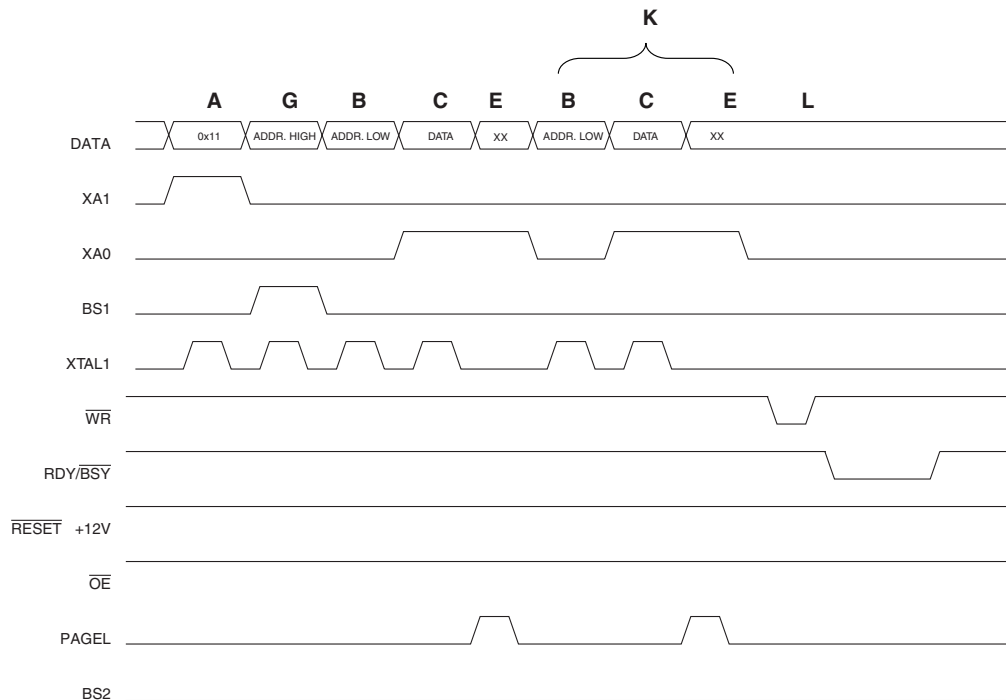 K
A G B C E B C E L
DATA 0x11 ADDR. HIGH ADDR. LOW DATA XX ADDR. LOW DATA XX
XA1
XA0
BS1
XTAL1
WR
RDY/BSY
RESET +12V
OE
PAGEL
BS2